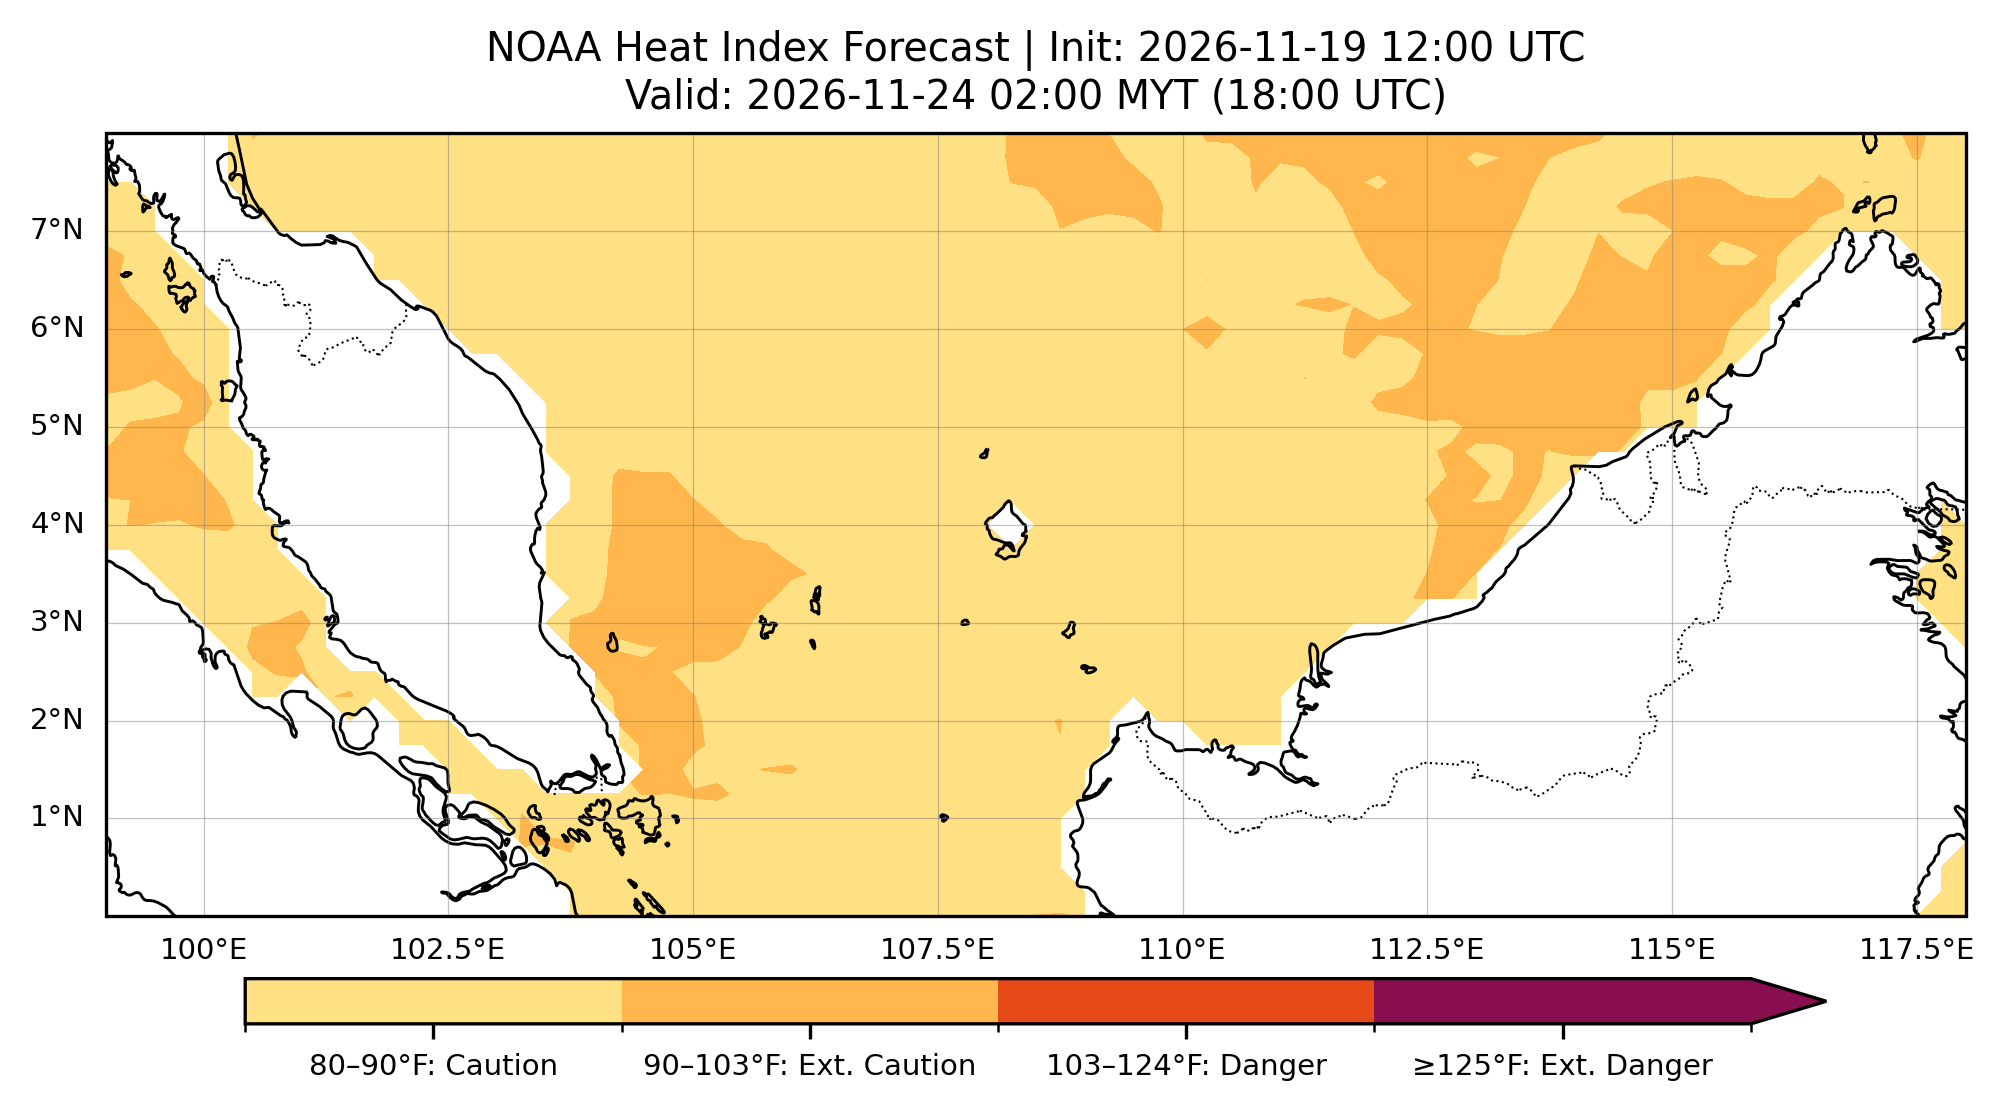 NOAA Heat Index Forecast | Init: 2026-11-19 12:00 UTC
Valid: 2026-11-24 02:00 MYT (18:00 UTC)
7°N
6°N
5°N
4°N
3°N
2°N
1°N
100°E 102.5°E 105°E 107.5°E 110°E 112.5°E 115°E 117.5°E
80–90°F: Caution 90–103°F: Ext. Caution 103–124°F: Danger ≥125°F: Ext. Danger